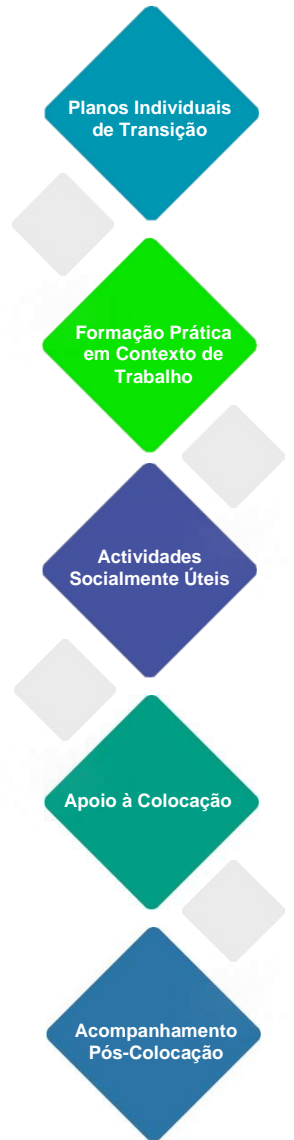 Planos Individuais
de Transição
Formação Prática
em Contexto de
Trabalho
Actividades
Socialmente Úteis
Apoio à Colocação
Acompanhamento
Pós-Colocação